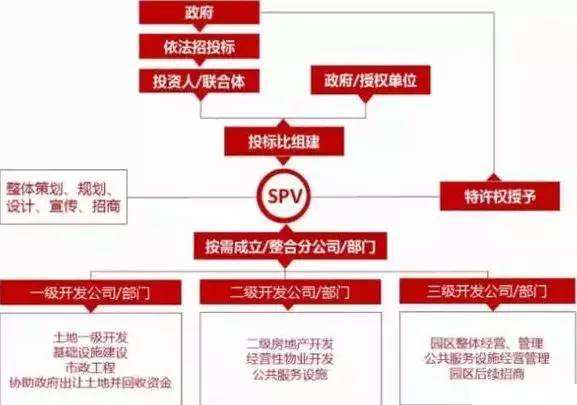 政府
依法招投标
投资人/联合体
政府/授权单位
投标比组建
整体策划、规划、
设计、宣传、招商
SPV
特许权授予
按需成立/整合分公司/部门
一级开发公司/部门
二级开发公司/部门
三级开发公司/部门
土地一级开发
基础设施建设
市政工程
协助政府出让土地并回收资金
二级房地产开发
经营性物业开发
公共服务设施
园区整体经营、管理
公共服务设施经营管理
园区后续招商